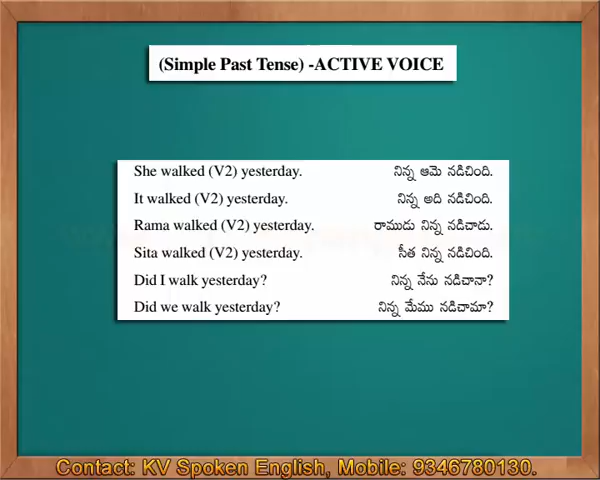 (Simple Past Tense) -ACTIVE VOICE
She walked (V2) yesterday. నిన్న ఆమె నడిచింది.
It walked (V2) yesterday. నిన్న అది నడిచింది.
Rama walked (V2) yesterday. రాముడు నిన్న నడిచాడు.
Sita walked (V2) yesterday. సీత నిన్న నడిచింది.
Did I walk yesterday? నిన్న నేను నడిచానా?
Did we walk yesterday? నిన్న మేము నడిచామా?
Contact: KV Spoken English, Mobile: 9346780130.